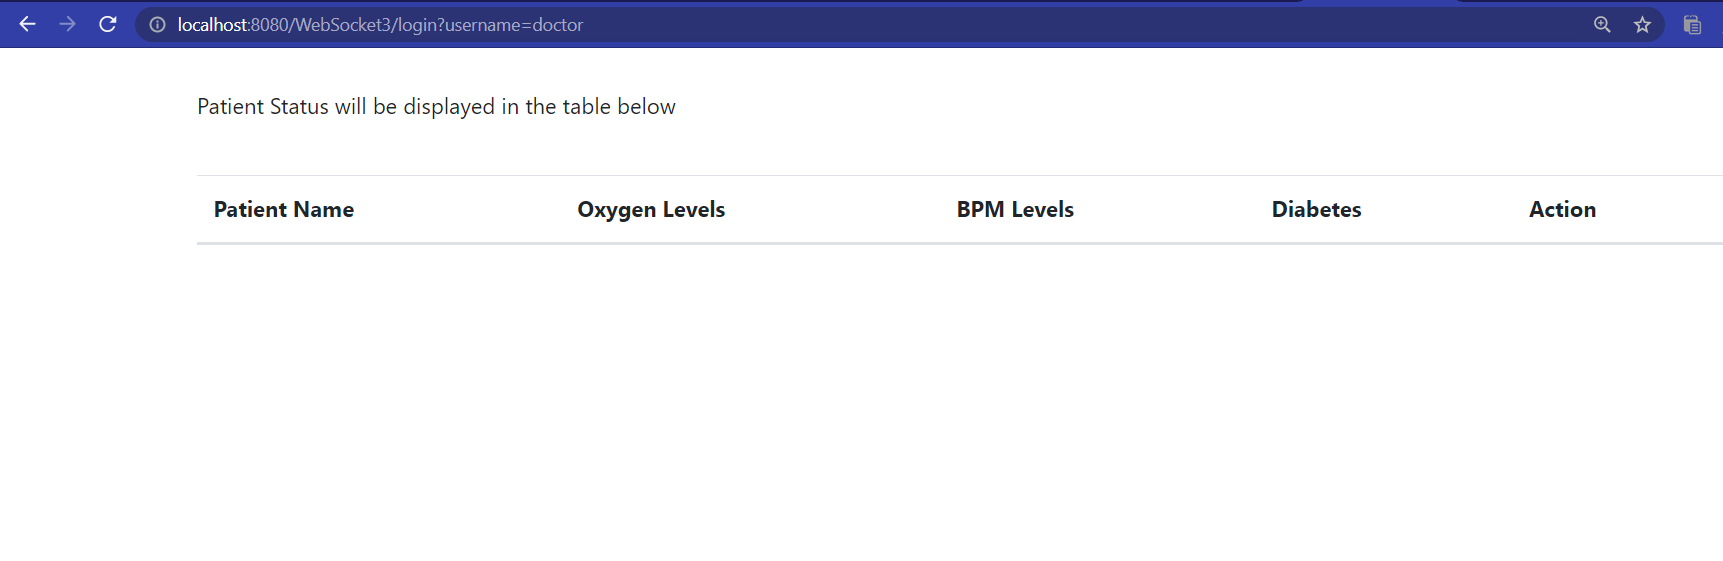 localhost:8080/WebSocket3/login?username=doctor
Patient Status will be displayed in the table below
Patient Name Oxygen Levels BPM Levels Diabetes Action